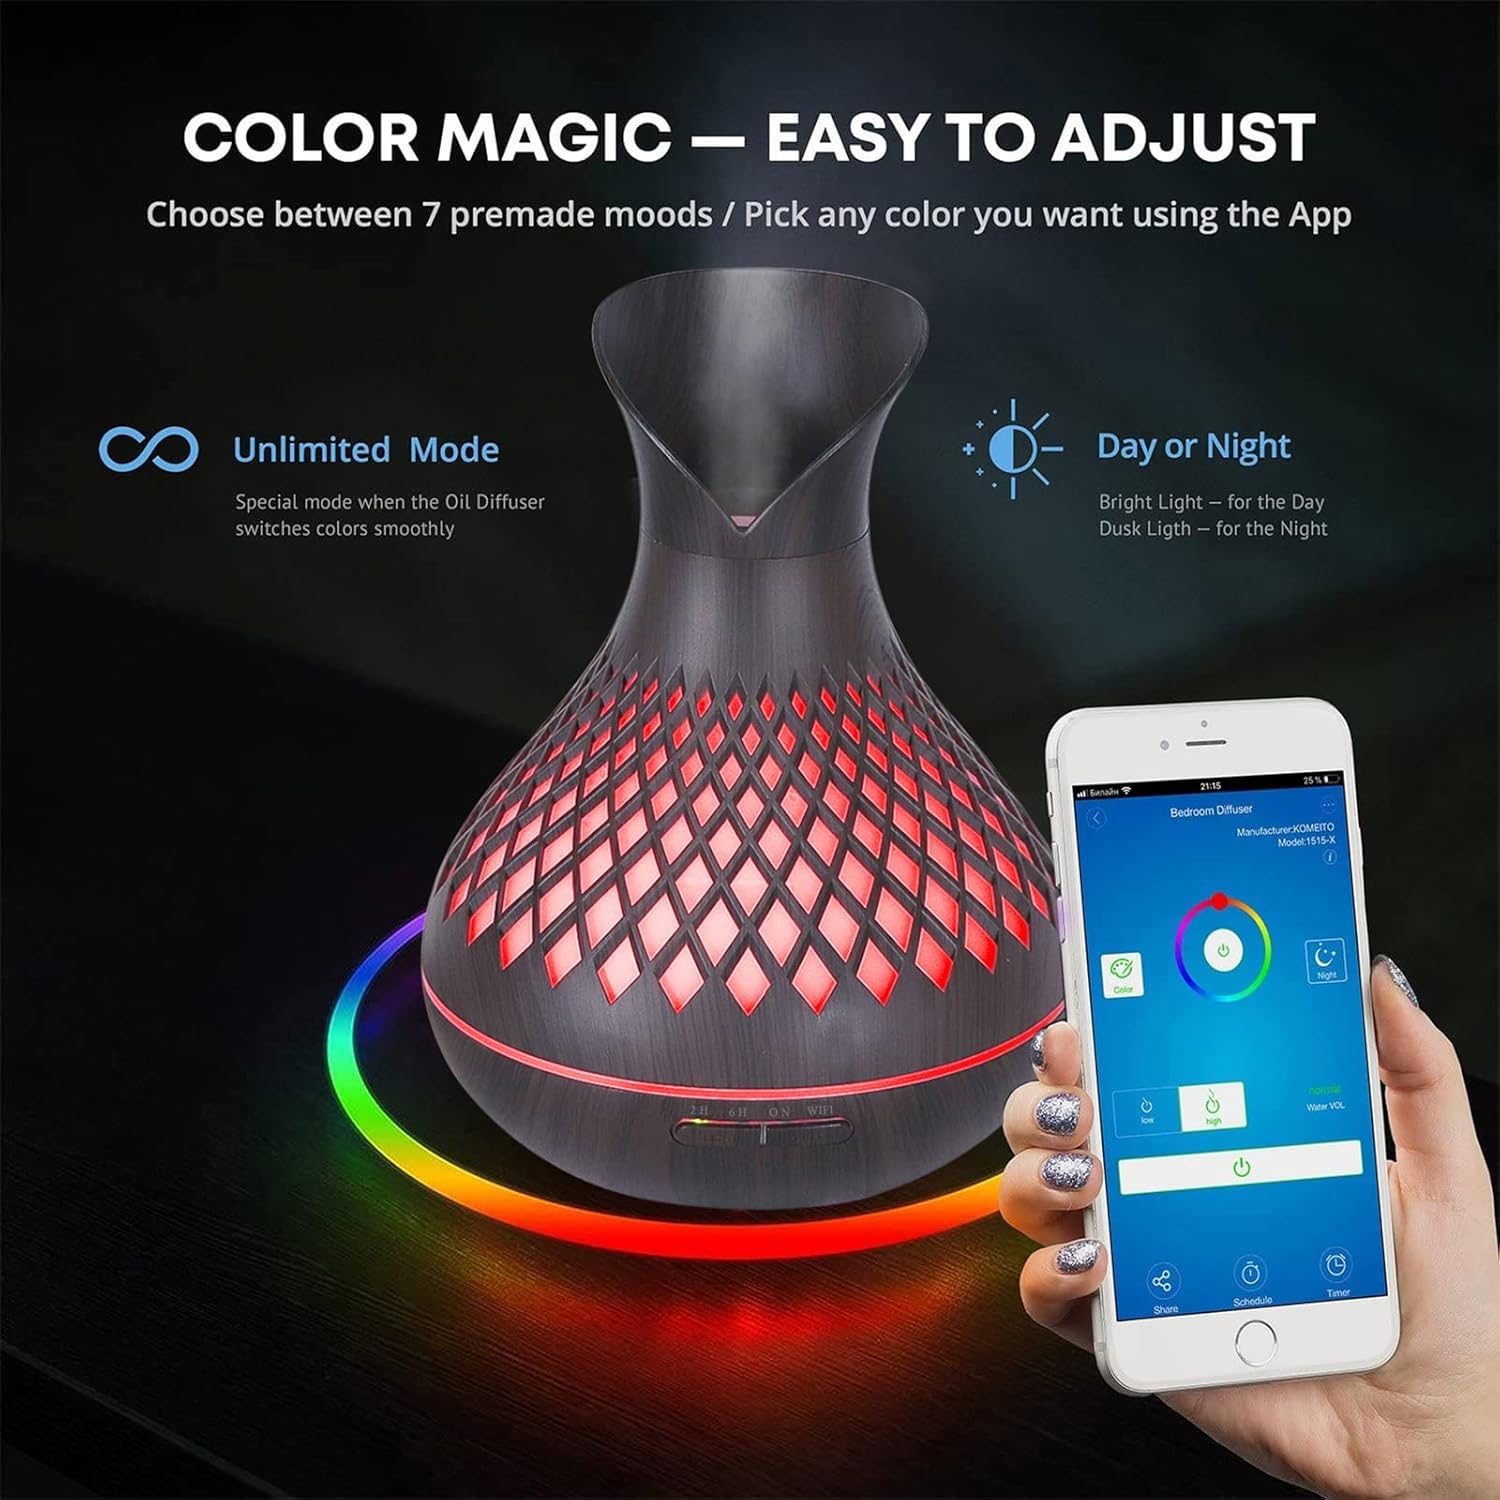 COLOR MAGIC — EASY TO ADJUST
Choose between 7 premade moods / Pick any color you want using the App
Unlimited Mode
Special mode when the Oil Diffuser
switches colors smoothly
Day or Night
Bright Light — for the Day
Dusk Ligth — for the Night
2H 6H ON WIFI
Билайн 21:15 25 %
Bedroom Diffuser
Manufacturer:KOMEITO
Model:1515-X
Color
Night
low
high
normal
Water VOL
Share
Schedule
Timer